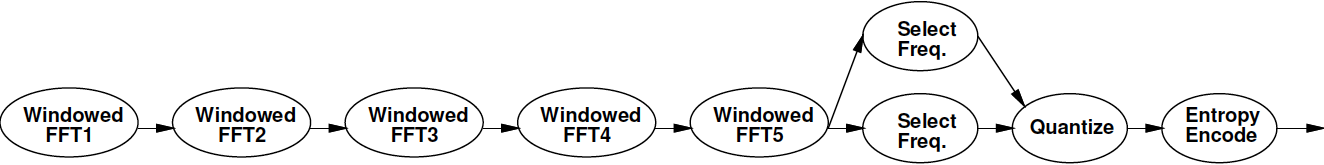 Windowed
FFT1
Windowed
FFT2
Windowed
FFT3
Windowed
FFT4
Windowed
FFT5
Select
Freq.
Select
Freq.
Quantize
Entropy
Encode